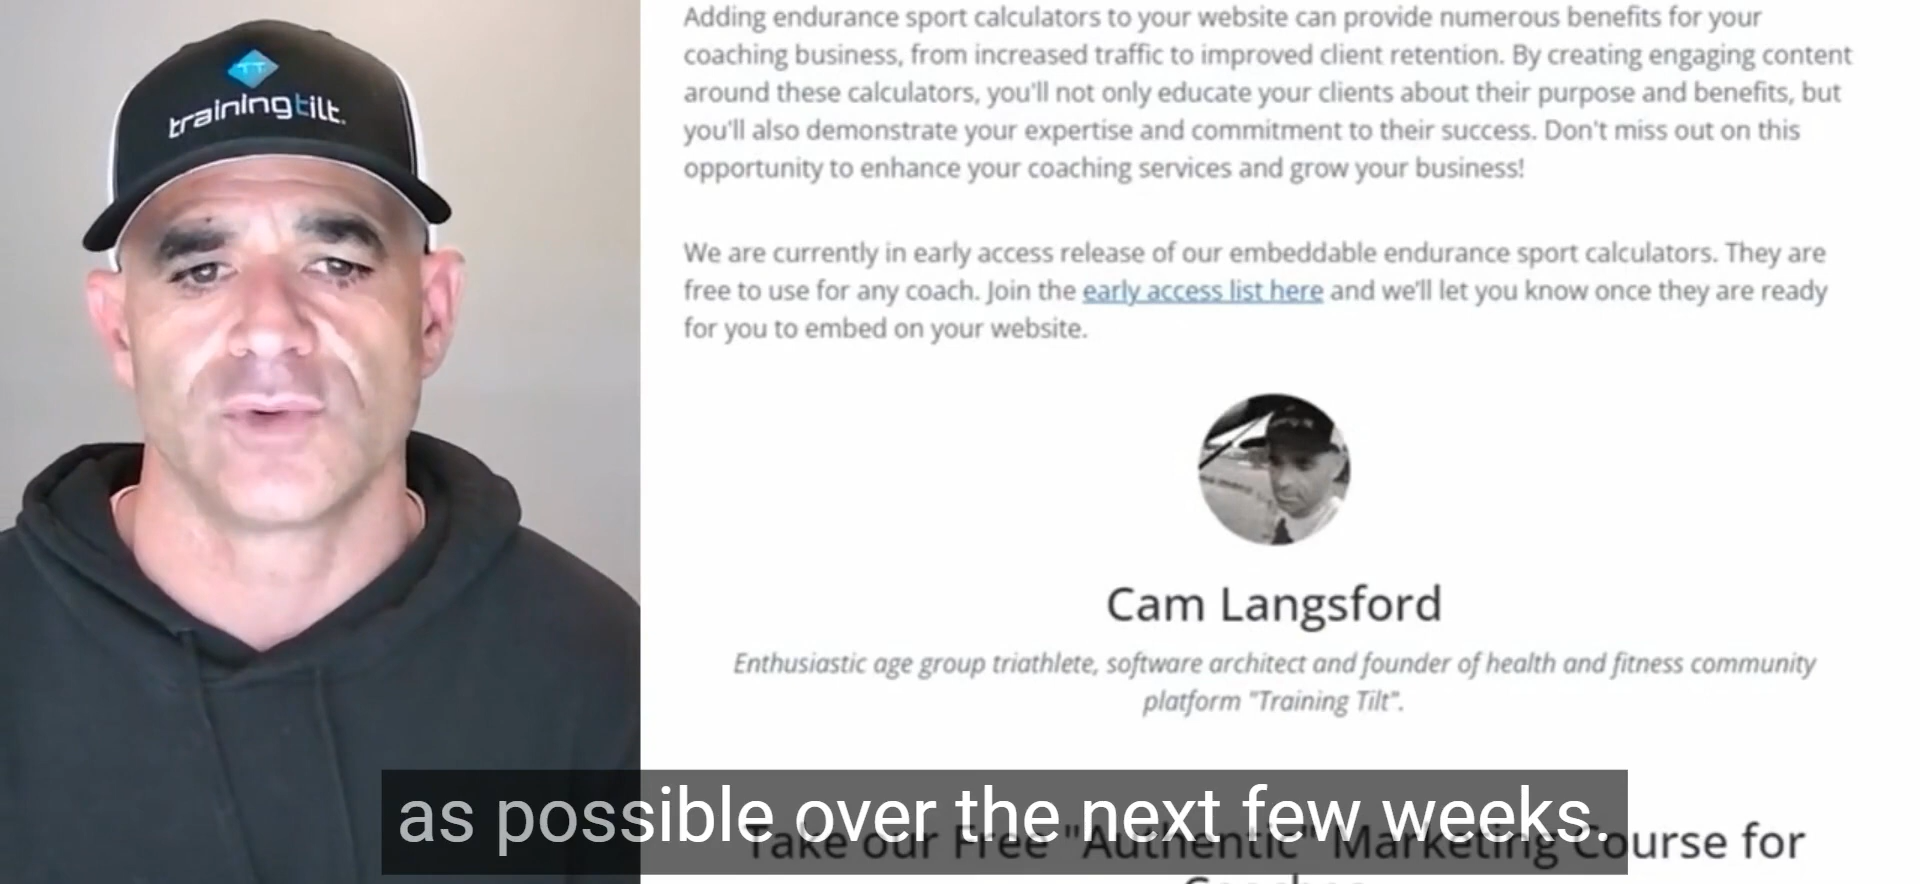 trainingtilt.
Adding endurance sport calculators to your website can provide numerous benefits for your
coaching business, from increased traffic to improved client retention. By creating engaging content
around these calculators, you'll not only educate your clients about their purpose and benefits, but
you'll also demonstrate your expertise and commitment to their success. Don't miss out on this
opportunity to enhance your coaching services and grow your business!
We are currently in early access release of our embeddable endurance sport calculators. They are
free to use for any coach. Join the early access list here and we'll let you know once they are ready
for you to embed on your website.
Cam Langsford
Enthusiastic age group triathlete, software architect and founder of health and fitness community
platform "Training Tilt".
as possible over the next few weeks.
Take our Free "Authentic" Marketing Course for